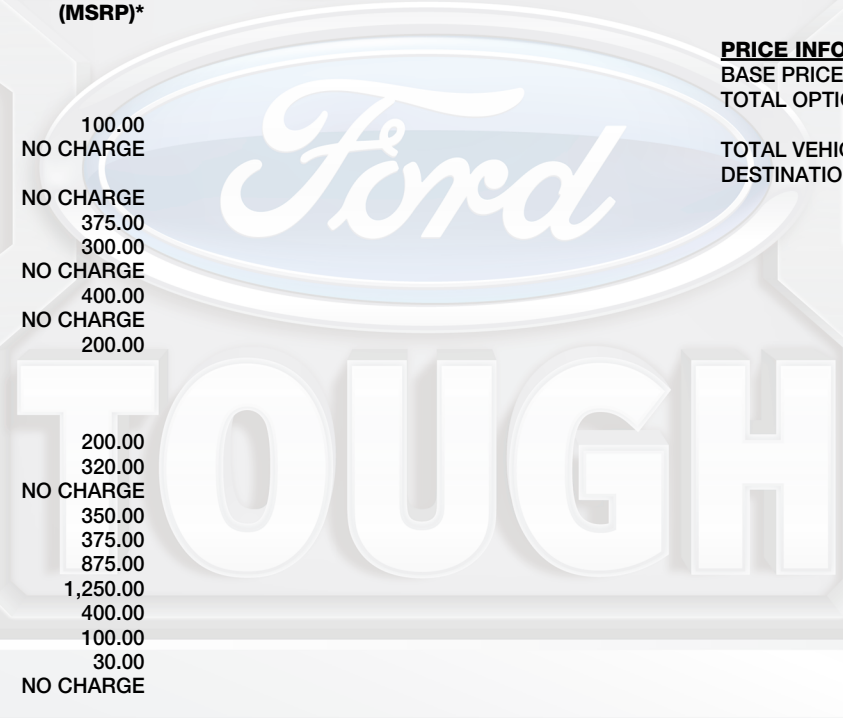 (MSRP)*
100.00
NO CHARGE
NO CHARGE
375.00
300.00
NO CHARGE
400.00
NO CHARGE
200.00
200.00
320.00
NO CHARGE
350.00
375.00
875.00
1,250.00
400.00
100.00
30.00
NO CHARGE
PRICE INFO
BASE PRICE
TOTAL OPTIO
TOTAL VEHIC
DESTINATIO
Ford
TOUGH